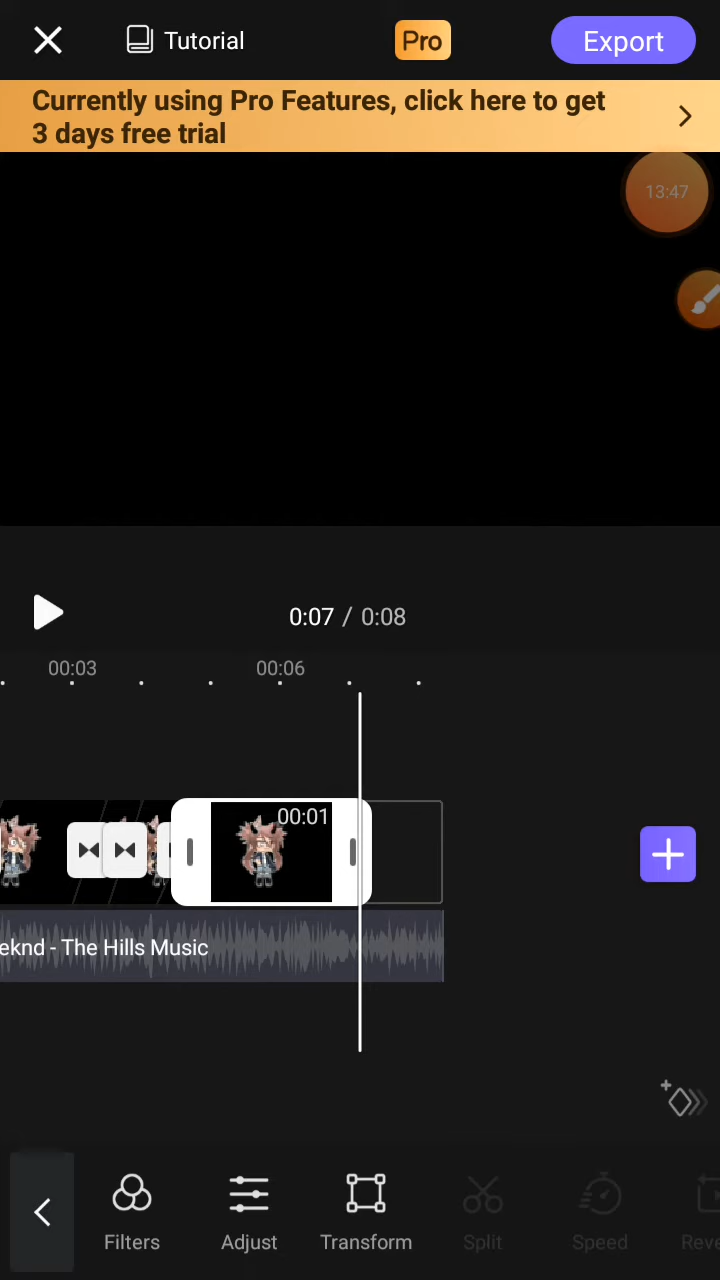 Tutorial
Pro
Export
Currently using Pro Features, click here to get
3 days free trial
13:47
0:07 / 0:08
00:03
00:06
00:01
eknd - The Hills Music
Filters
Adjust
Transform
Split
Speed
Reve